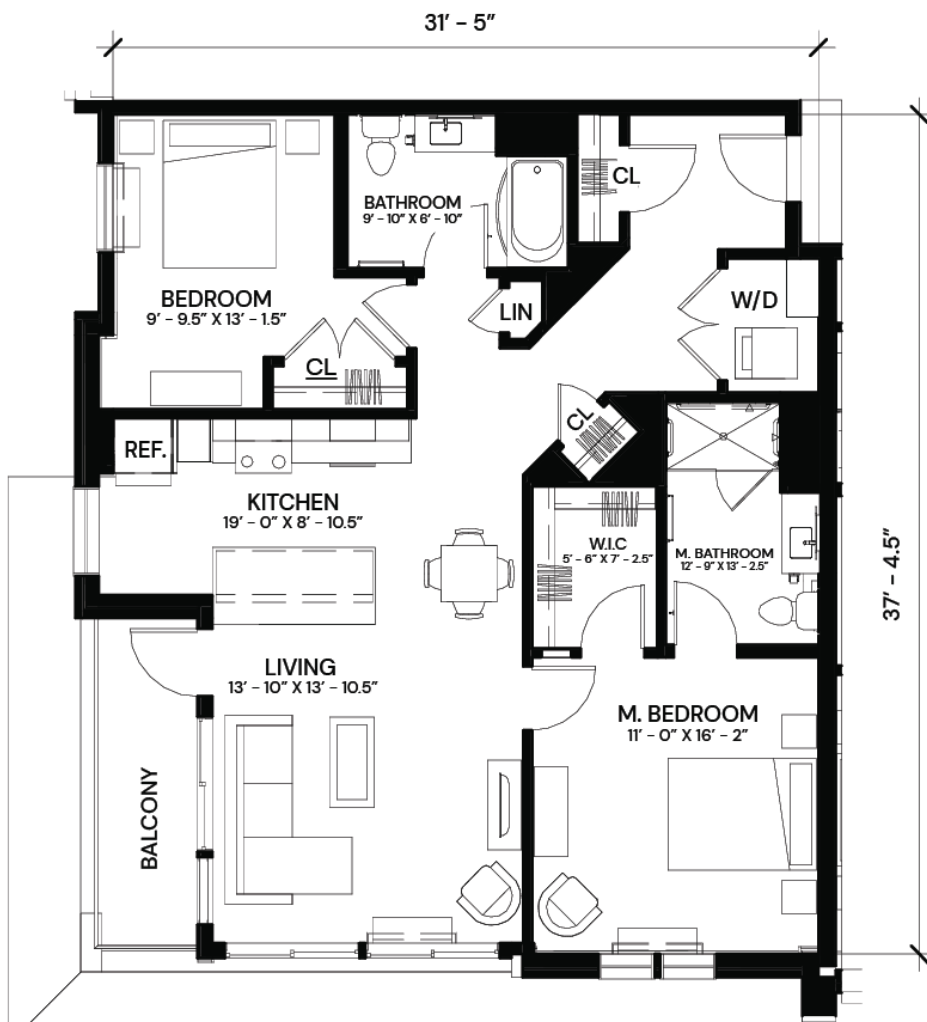 31′ - 5″
CL
BATHROOM
9′ - 10″ X 6′ - 10″
BEDROOM
9′ - 9.5″ X 13′ - 1.5″
W/D
LIN
CL
CL
REF.
KITCHEN
19′ - 0″ X 8′ - 10.5″
W.I.C
5′ - 6″ X 7′ - 2.5″
M. BATHROOM
12′ - 9″ X 13′ - 2.5″
37′ - 4.5″
LIVING
13′ - 10″ X 13′ - 10.5″
M. BEDROOM
11′ - 0″ X 16′ - 2″
BALCONY